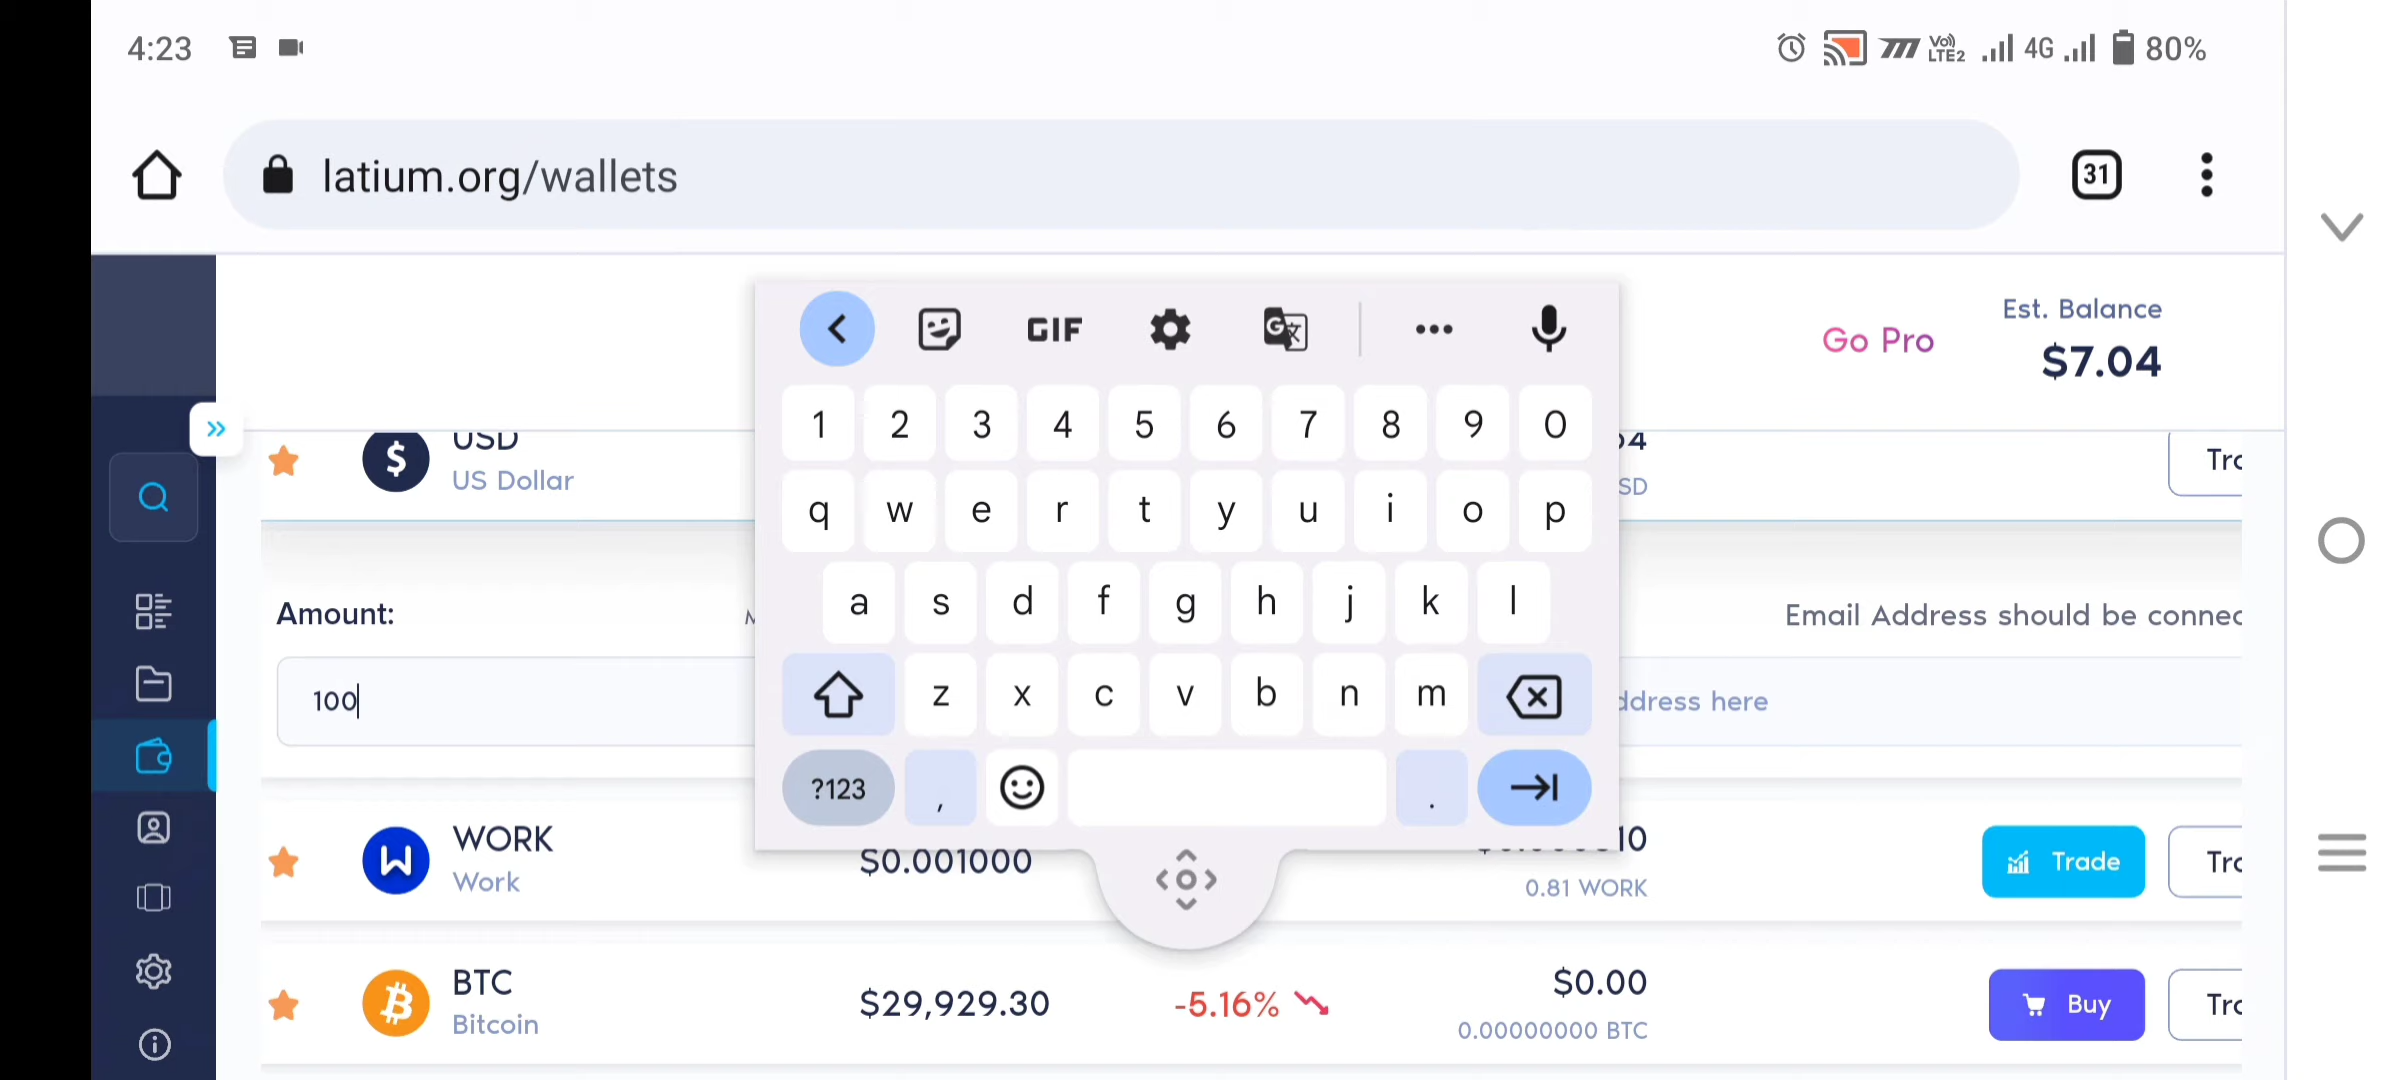 4:23
Vo)) LTE2 4G 80%
latium.org/wallets
31
Go Pro
Est. Balance
$7.04
USD
US Dollar
GIF
1 2 3 4 5 6 7 8 9 0
q w e r t y u i o p
a s d f g h j k l
z x c v b n m
?123 , .
Amount:
100
Email Address should be connec
ddress here
WORK
Work
$0.001000
0.81 WORK
Trade
BTC
Bitcoin
$29,929.30
-5.16%
$0.00
0.00000000 BTC
Buy